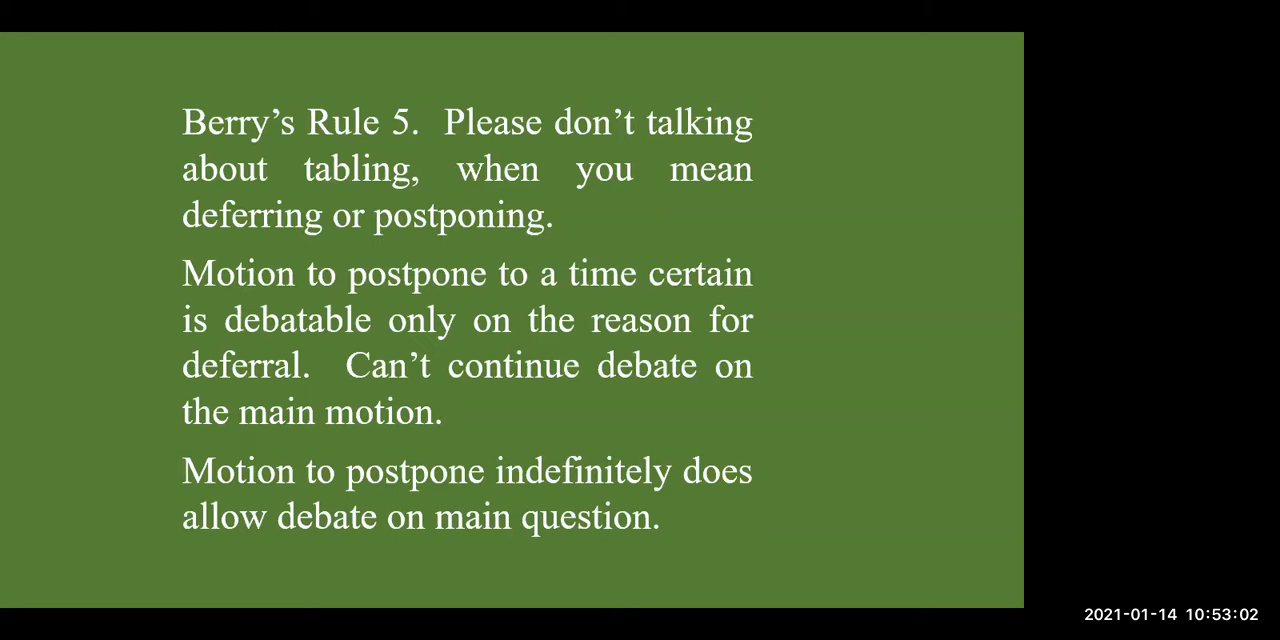 Berry’s Rule 5.  Please don’t talking
about tabling, when you mean
deferring or postponing.
Motion to postpone to a time certain
is debatable only on the reason for
deferral.  Can’t continue debate on
the main motion.
Motion to postpone indefinitely does
allow debate on main question.
2021-01-14 10:53:02